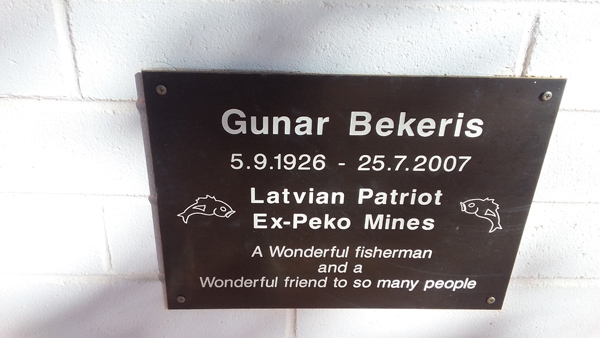 Gunar Bekeris
5.9.1926 - 25.7.2007
Latvian Patriot
Ex-Peko Mines
A Wonderful fisherman
and a
Wonderful friend to so many people